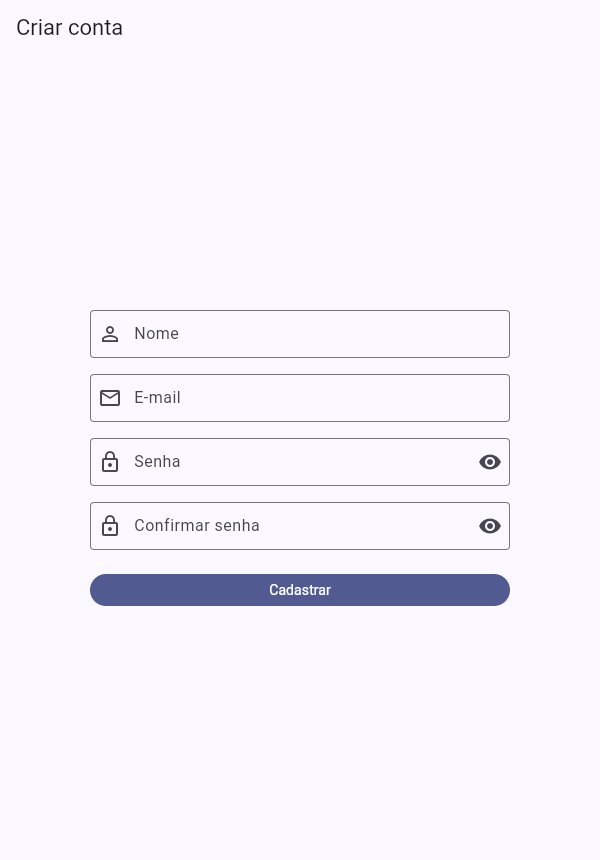 Criar conta
Nome
E-mail
Senha
Confirmar senha
Cadastrar